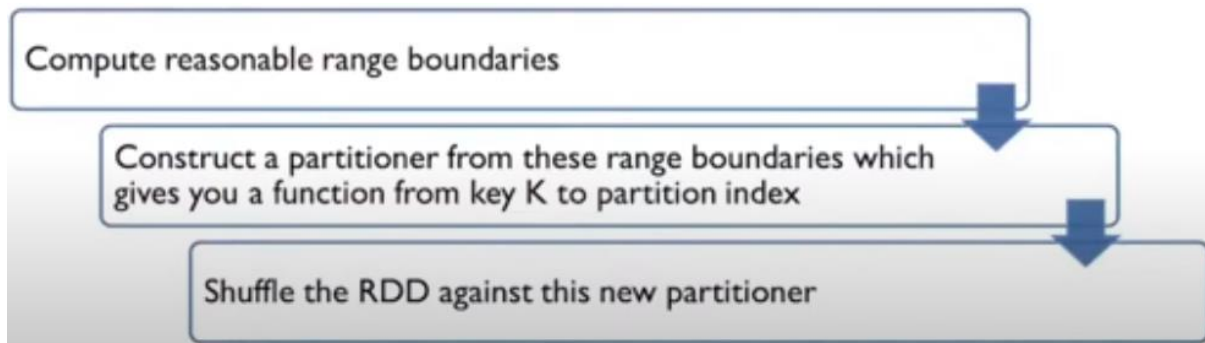 Compute reasonable range boundaries
Construct a partitioner from these range boundaries which
gives you a function from key K to partition index
Shuffle the RDD against this new partitioner